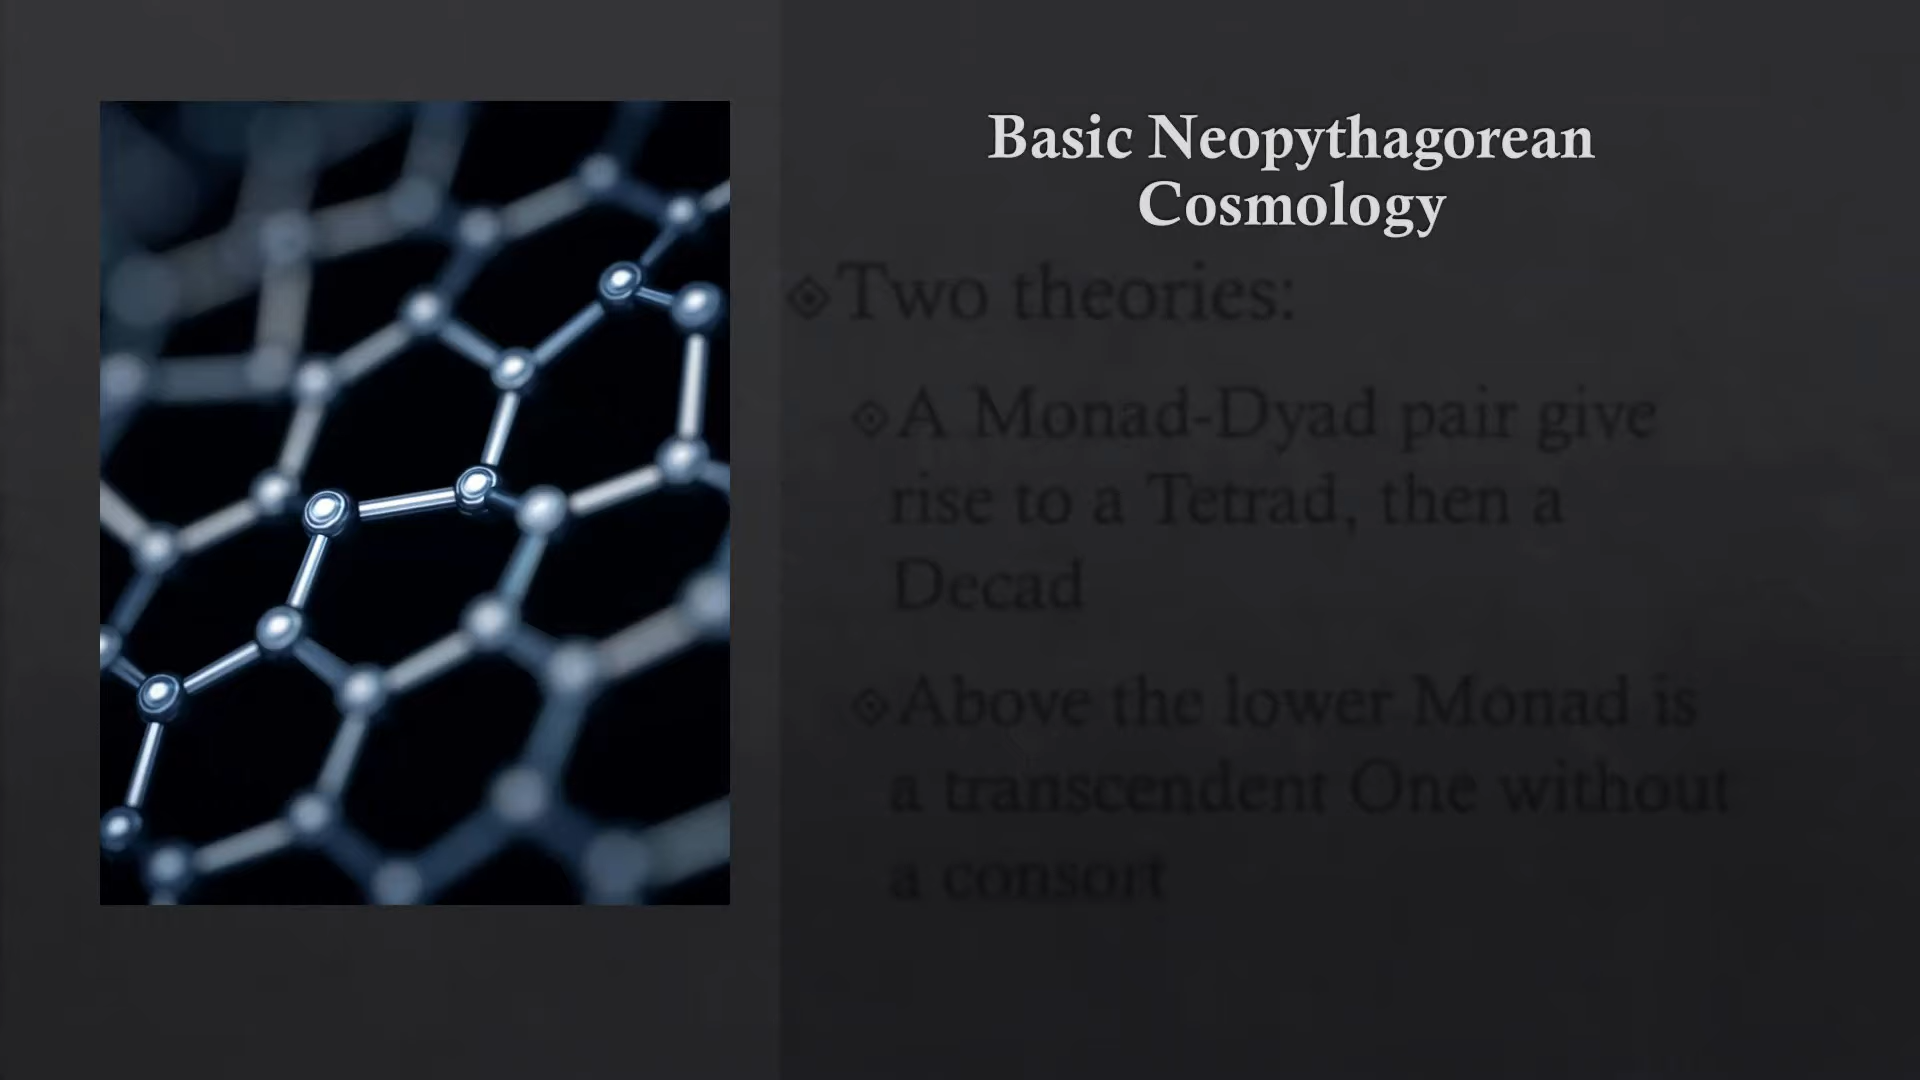 Basic Neopythagorean
Cosmology
Two theories:
A Monad-Dyad pair give
rise to a Tetrad, then a
Decad
Above the lower Monad is
a transcendent One without
a consort